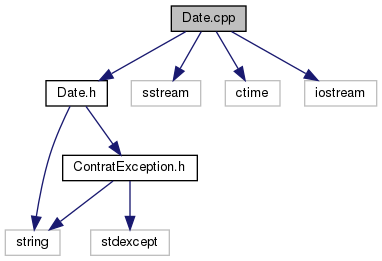 Date.cpp
Date.h
sstream
ctime
iostream
ContratException.h
string
stdexcept